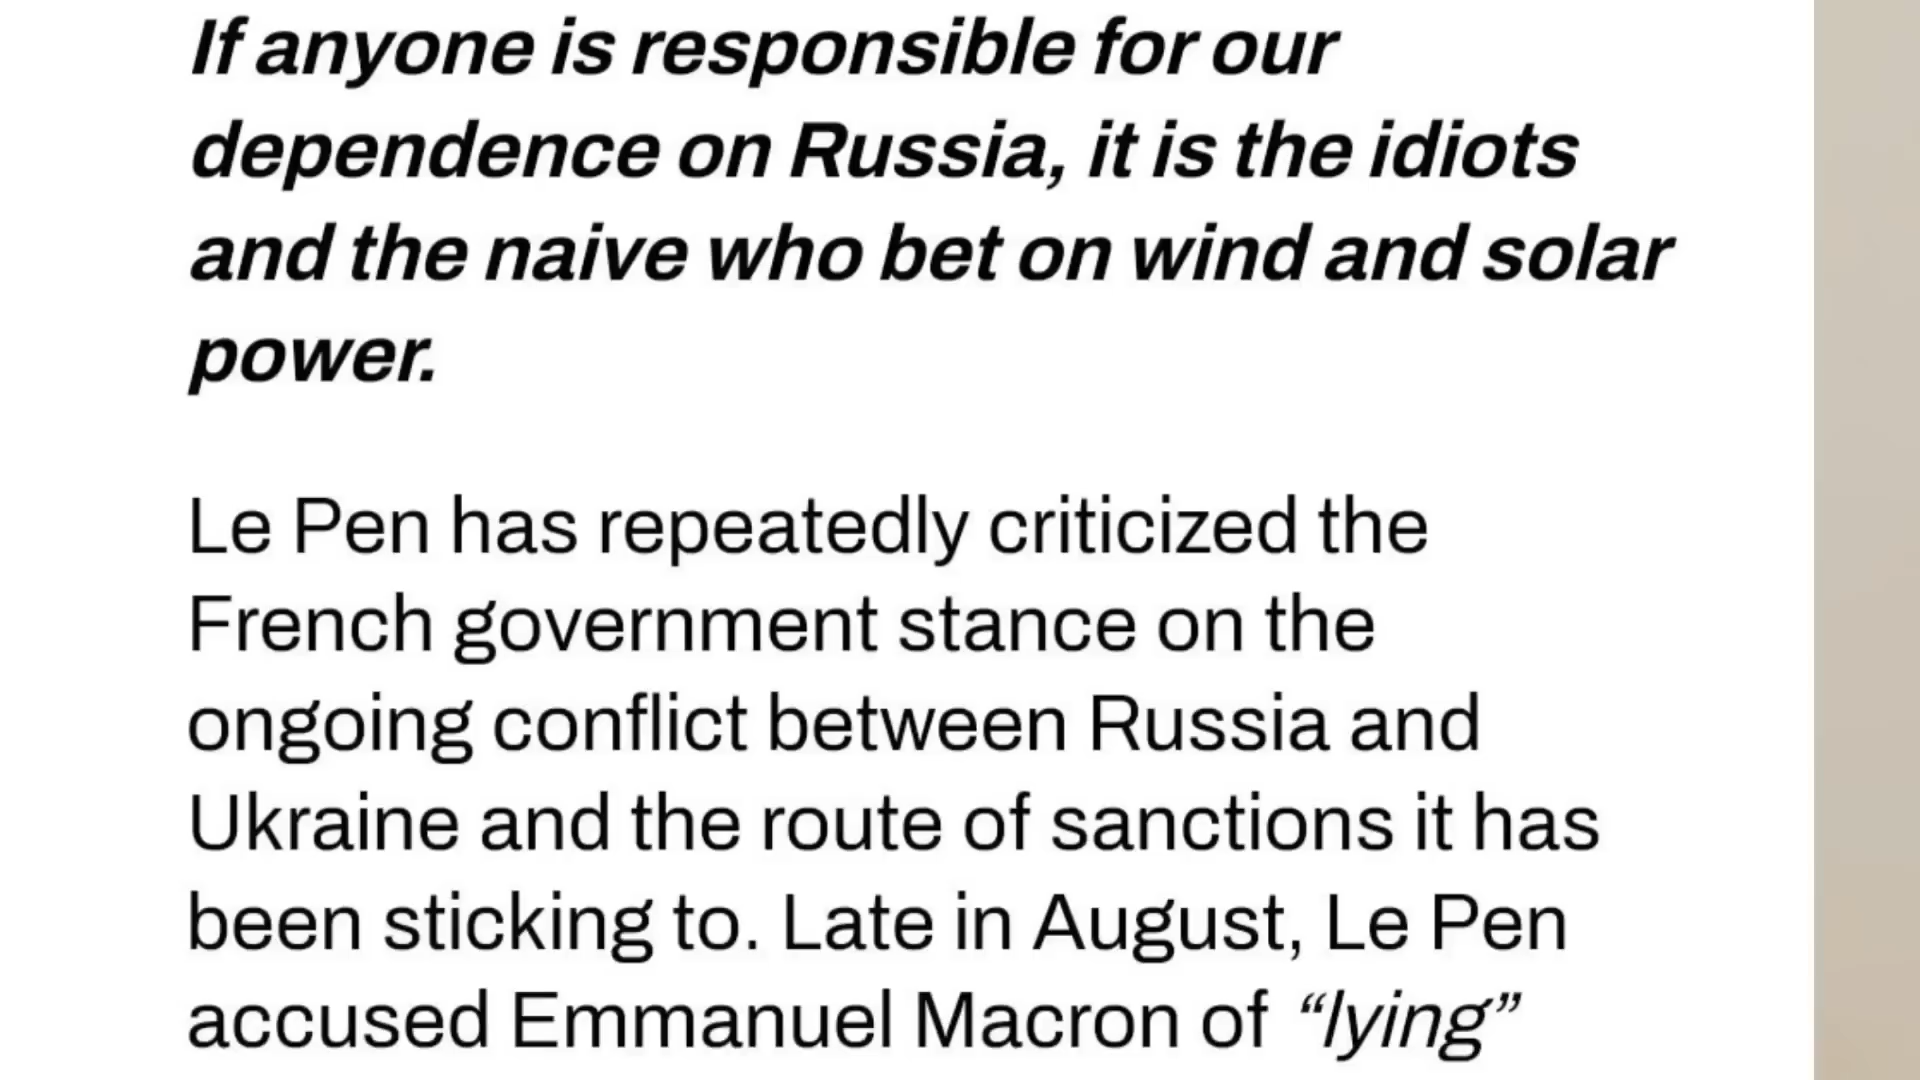 If anyone is responsible for our
dependence on Russia, it is the idiots
and the naive who bet on wind and solar
power.
Le Pen has repeatedly criticized the
French government stance on the
ongoing conflict between Russia and
Ukraine and the route of sanctions it has
been sticking to. Late in August, Le Pen
accused Emmanuel Macron of “lying”